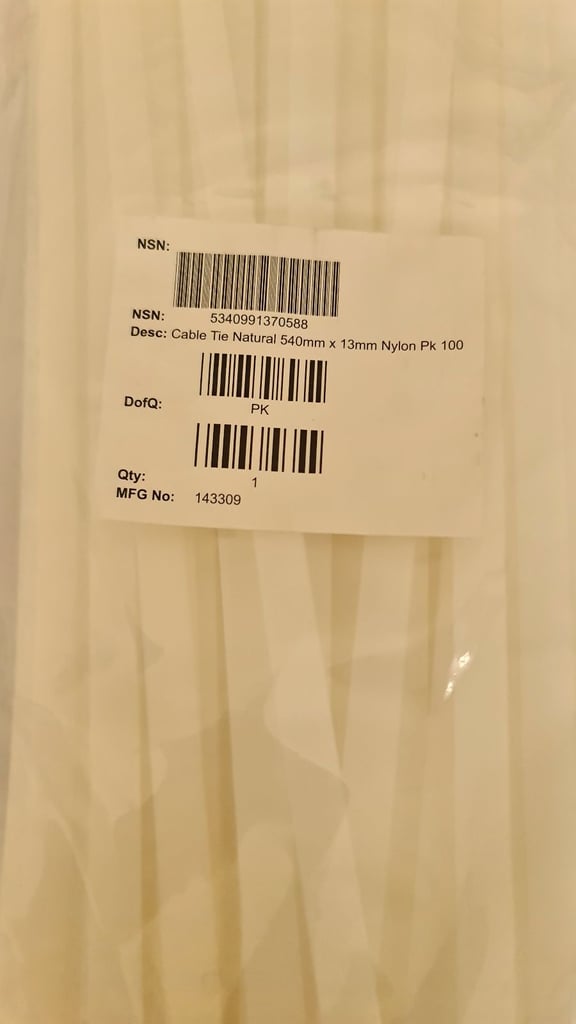 NSN:
NSN: 5340991370588
Desc: Cable Tie Natural 540mm x 13mm Nylon Pk 100
DofQ: PK
Qty: 1
MFG No: 143309